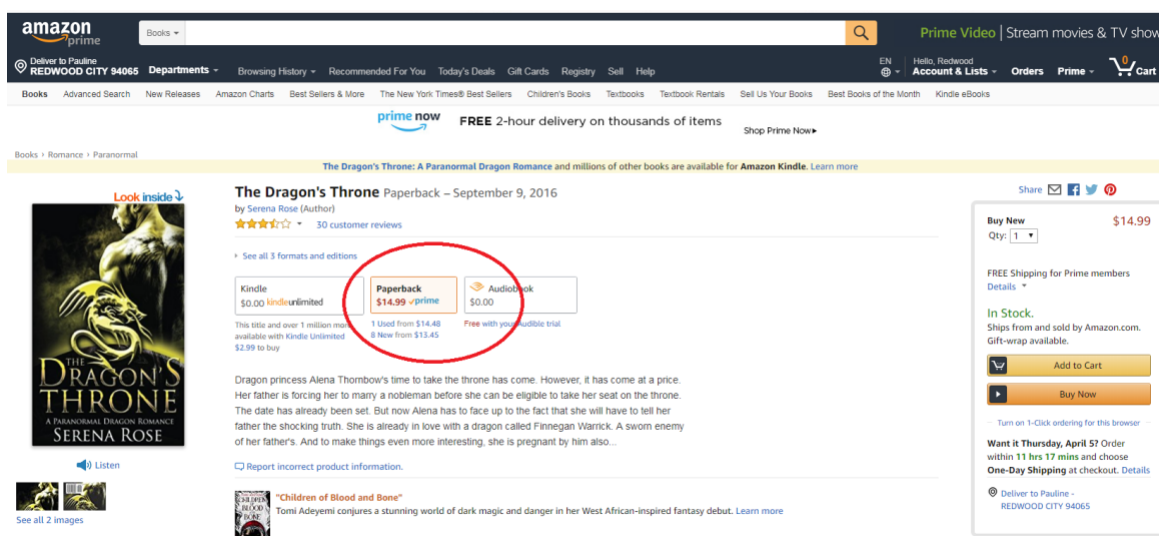 amazon
prime
Books
Prime Video | Stream movies & TV show
Deliver to Pauline
REDWOOD CITY 94065
Departments
Browsing History
Recommended For You
Today's Deals
Gift Cards
Registry
Sell
Help
EN
Hello, Redwood
Account & Lists
Orders
Prime
0
Cart
Books
Advanced Search
New Releases
Amazon Charts
Best Sellers & More
The New York Times® Best Sellers
Children's Books
Textbooks
Textbook Rentals
Sell Us Your Books
Best Books of the Month
Kindle eBooks
prime now
FREE 2-hour delivery on thousands of items
Shop Prime Now
Books › Romance › Paranormal
The Dragon's Throne: A Paranormal Dragon Romance and millions of other books are available for Amazon Kindle. Learn more
Look inside
THE
DRAGON'S
THRONE
A PARANORMAL DRAGON ROMANCE
SERENA ROSE
Listen
See all 2 images
The Dragon's Throne Paperback – September 9, 2016
by Serena Rose (Author)
30 customer reviews
See all 3 formats and editions
Kindle
$0.00 kindleunlimited
This title and over 1 million more
available with Kindle Unlimited
$2.99 to buy
Paperback
$14.99 prime
1 Used from $14.48
8 New from $13.45
Audiobook
$0.00
Free with your Audible trial
Dragon princess Alena Thornbow's time to take the throne has come. However, it has come at a price.
Her father is forcing her to marry a nobleman before she can be eligible to take her seat on the throne.
The date has already been set. But now Alena has to face up to the fact that she will have to tell her
father the shocking truth. She is already in love with a dragon called Finnegan Warrick. A sworn enemy
of her father's. And to make things even more interesting, she is pregnant by him also...
Report incorrect product information.
CHILDREN
BLOOD
BONE
"Children of Blood and Bone"
Tomi Adeyemi conjures a stunning world of dark magic and danger in her West African-inspired fantasy debut. Learn more
Share
Buy New
$14.99
Qty: 1
FREE Shipping for Prime members
Details
In Stock.
Ships from and sold by Amazon.com.
Gift-wrap available.
Add to Cart
Buy Now
Turn on 1-Click ordering for this browser
Want it Thursday, April 5? Order
within 11 hrs 17 mins and choose
One-Day Shipping at checkout. Details
Deliver to Pauline -
REDWOOD CITY 94065